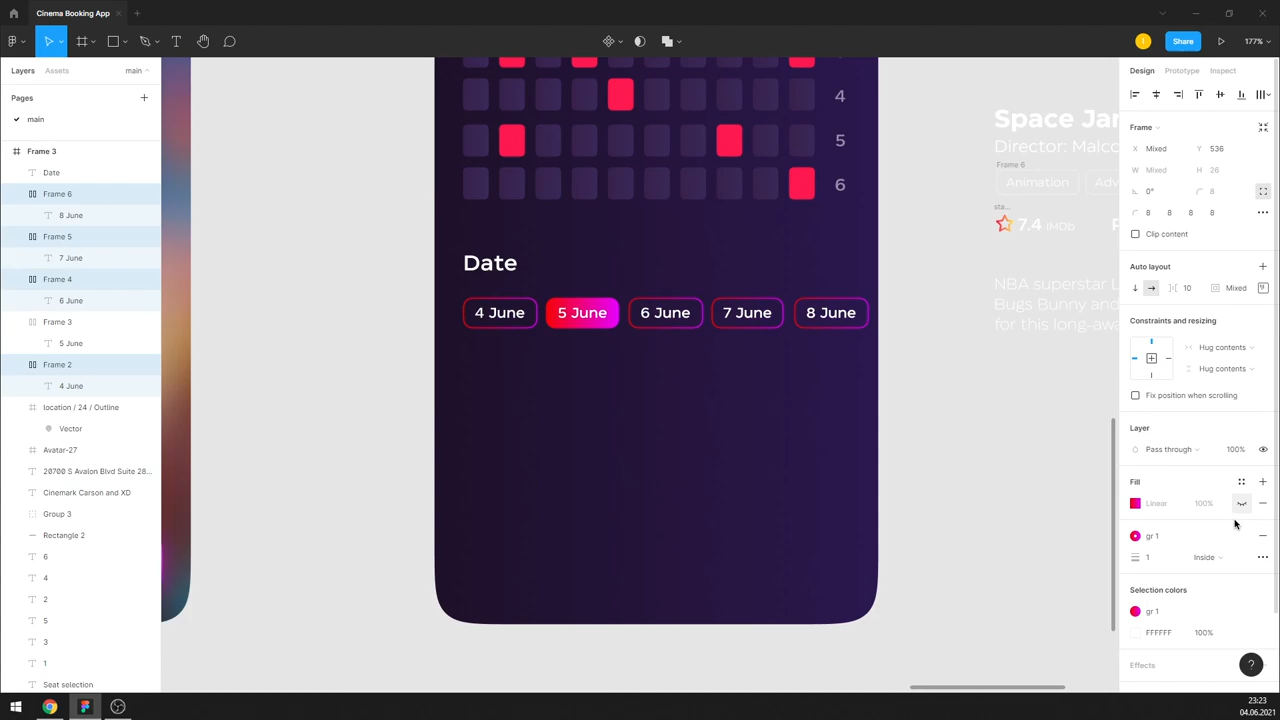 Cinema Booking App
I
Share
177%
Layers
Assets
main
Pages
main
Frame 3
Date
Frame 6
8 June
Frame 5
7 June
Frame 4
6 June
Frame 3
5 June
Frame 2
4 June
location / 24 / Outline
Vector
Avatar-27
20700 S Avalon Blvd Suite 28...
Cinemark Carson and XD
Group 3
Rectangle 2
6
4
2
5
3
1
Seat selection
4
5
6
Date
4 June
5 June
6 June
7 June
8 June
Space Jar
Director: Malco
Frame 6
Animation
Adv
sta...
7.4 (IMDb
NBA superstar L
Bugs Bunny and
for this long-awa
Design
Prototype
Inspect
Frame
X Mixed Y 536
W Mixed H 26
0° 8
8 8 8 8
Clip content
Auto layout
10 Mixed
Constraints and resizing
Hug contents
Hug contents
Fix position when scrolling
Layer
Pass through 100%
Fill
Linear 100%
gr 1
1 Inside
Selection colors
gr 1
FFFFFF 100%
Effects
?
23:23
04.06.2021